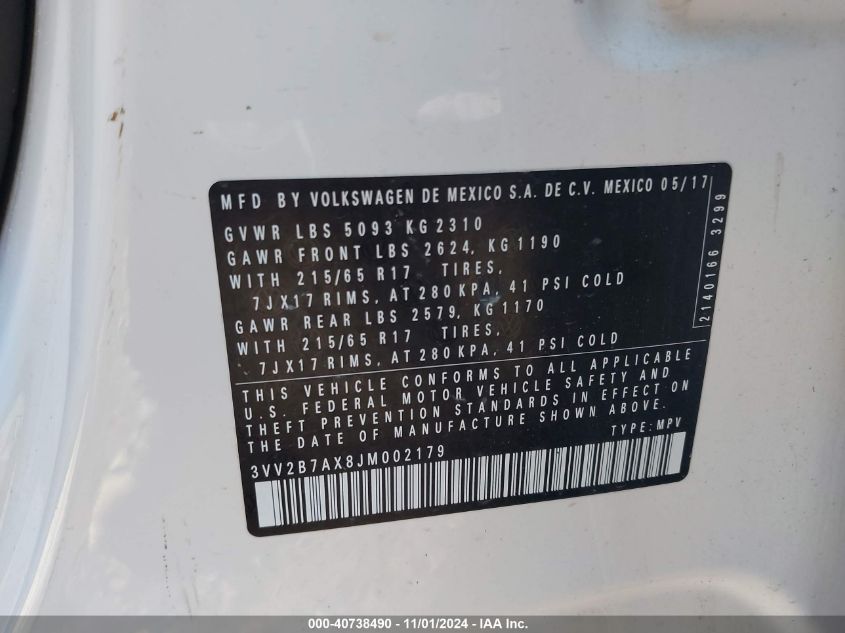 MFD BY VOLKSWAGEN DE MEXICO S.A. DE C.V. MEXICO 05/17
GVWR LBS 5093 KG 2310
GAWR FRONT LBS 2624, KG 1190
WITH 215/65 R17 TIRES,
7JX17 RIMS, AT 280 KPA, 41 PSI COLD
GAWR REAR LBS 2579, KG 1170
WITH 215/65 R17 TIRES,
7JX17 RIMS, AT 280 KPA, 41 PSI COLD
THIS VEHICLE CONFORMS TO ALL APPLICABLE
U.S. FEDERAL MOTOR VEHICLE SAFETY AND
THEFT PREVENTION STANDARDS IN EFFECT ON
THE DATE OF MANUFACTURE SHOWN ABOVE.
3VV2B7AX8JM002179 TYPE: MPV
2140166 3299
000-40738490 - 11/01/2024 - IAA Inc.